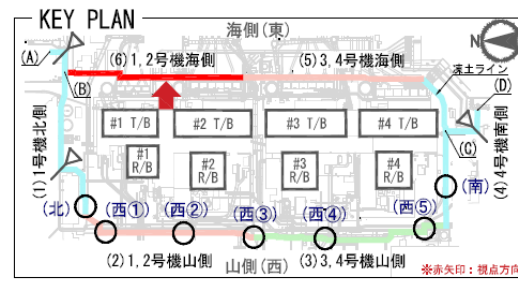 KEY PLAN
海側(東)
N
(A)
(6)1,2号機海側
(5)3,4号機海側
凍土ライン
(B)
(D)
#1 T/B
#2 T/B
#3 T/B
#4 T/B
(C)
(1)1号機北側
#1
R/B
#2
R/B
#3
R/B
#4
R/B
(4)4号機南側
(北)
(西①)
(西②)
(西③)
(西④)
(西⑤)
(南)
(2)1,2号機山側
山側(西)
(3)3,4号機山側
※赤矢印:視点方向